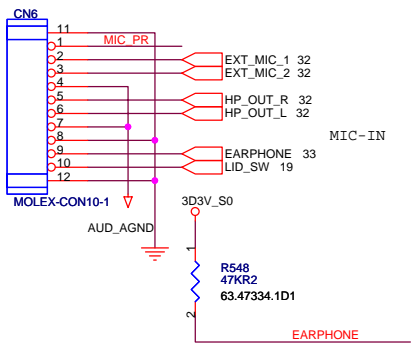 CN6
11
1 MIC_PR
2 EXT_MIC_1 32
3 EXT_MIC_2 32
4
5 HP_OUT_R 32
6 HP_OUT_L 32
7
MIC-IN
8
9 EARPHONE 33
10 LID_SW 19
12
MOLEX-CON10-1
3D3V_S0
AUD_AGND
1
R548
47KR2
63.47334.1D1
2
EARPHONE